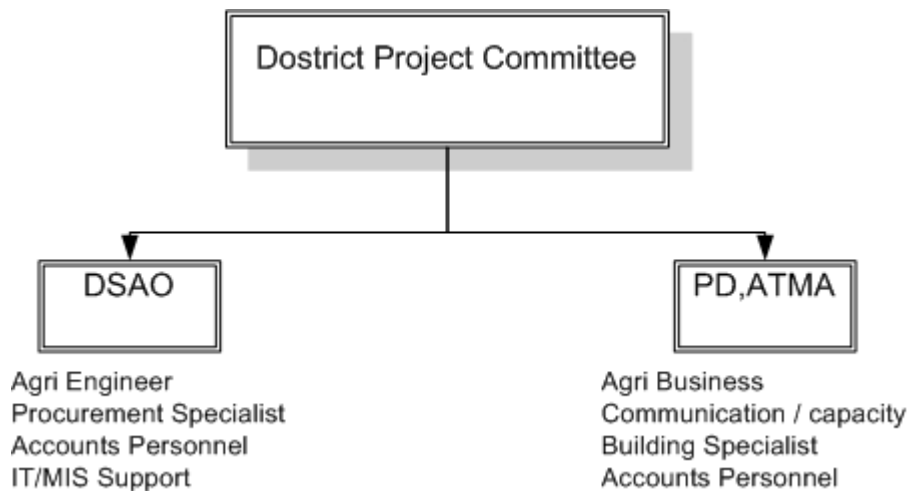 Dostrict Project Committee
DSAO
PD,ATMA
Agri Engineer
Procurement Specialist
Accounts Personnel
IT/MIS Support
Agri Business
Communication / capacity
Building Specialist
Accounts Personnel